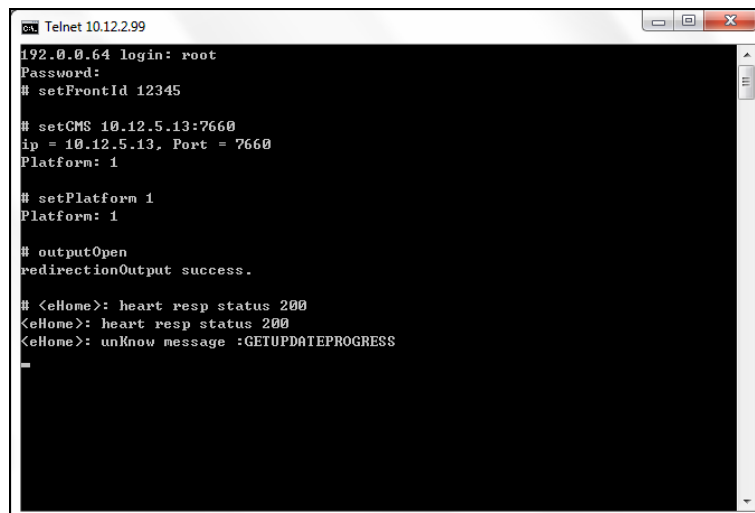 Telnet 10.12.2.99
192.0.0.64 login: root
Password:
# setFrontId 12345
# setCMS 10.12.5.13:7660
ip = 10.12.5.13, Port = 7660
Platform: 1
# setPlatform 1
Platform: 1
# outputOpen
redirectionOutput success.
# <eHome>: heart resp status 200
<eHome>: heart resp status 200
<eHome>: unKnow message :GETUPDATEPROGRESS